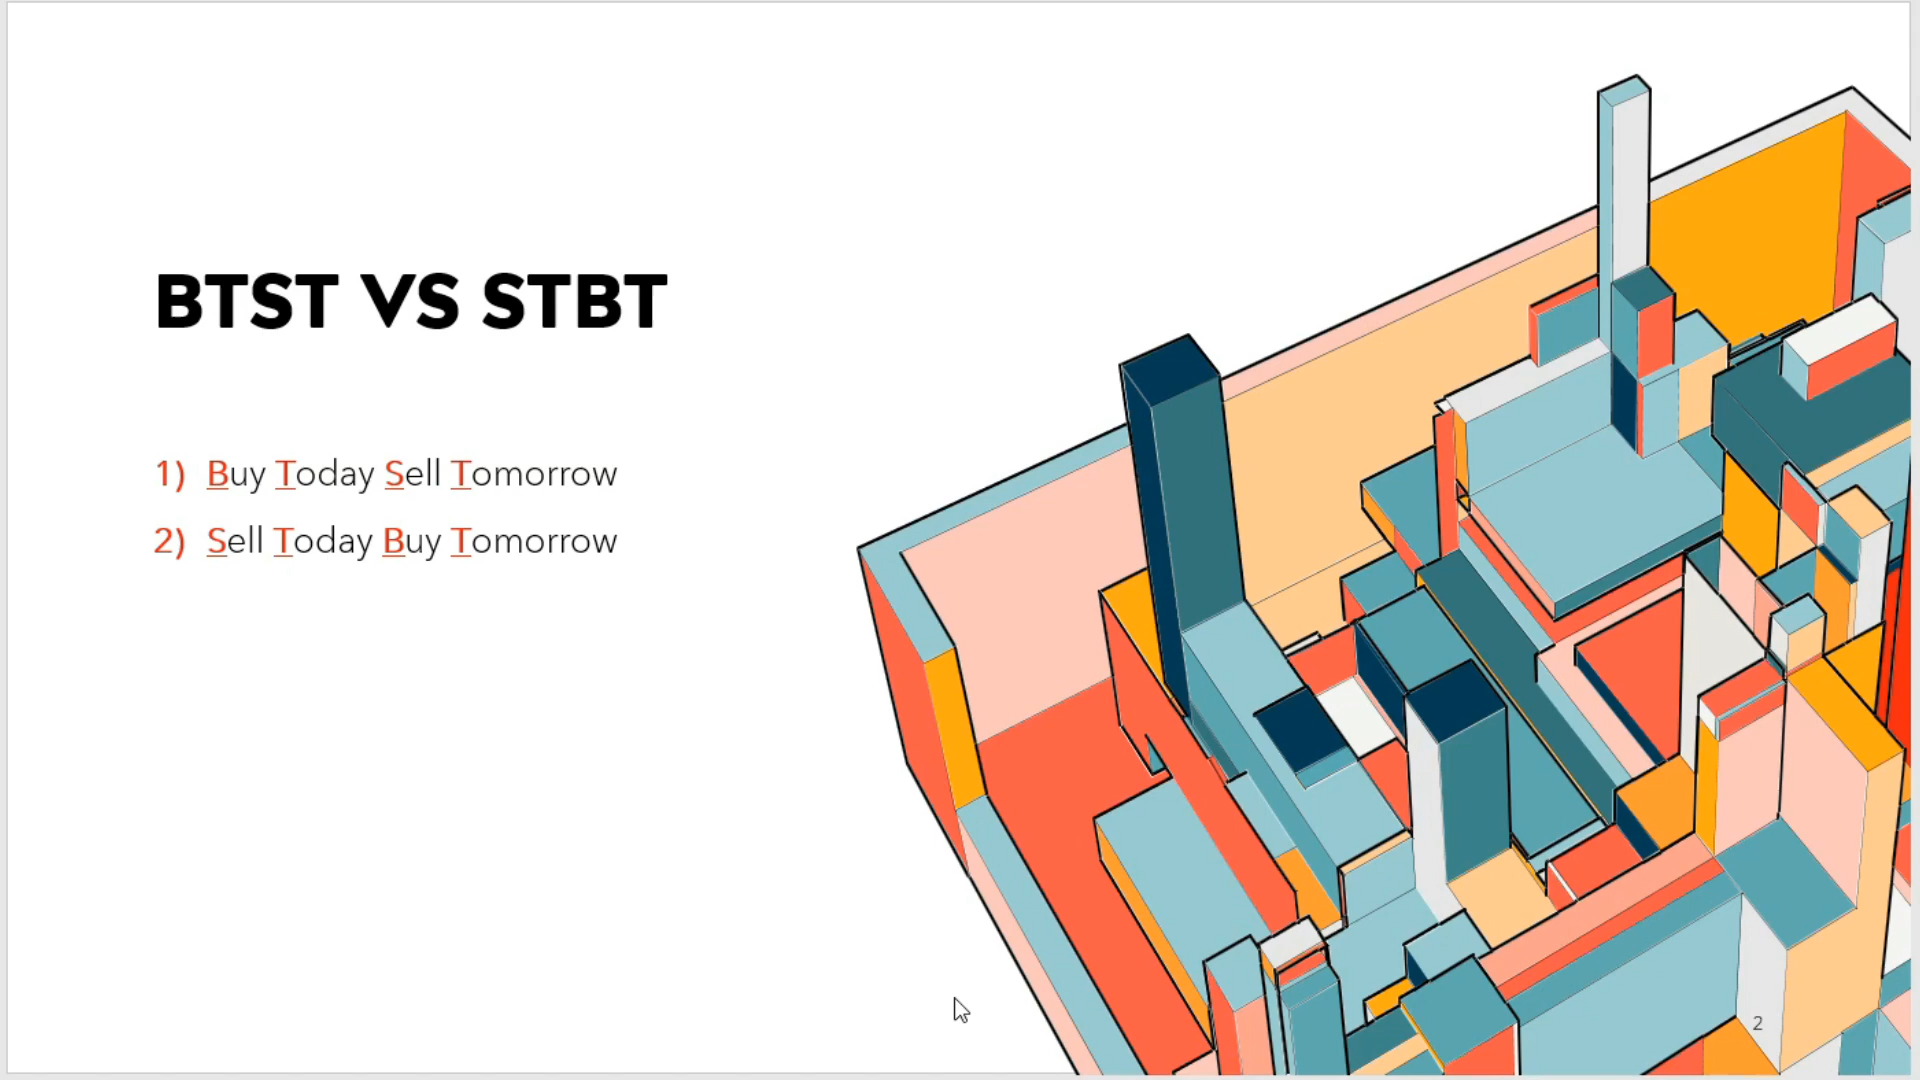 BTST VS STBT
1) Buy Today Sell Tomorrow
2) Sell Today Buy Tomorrow
2